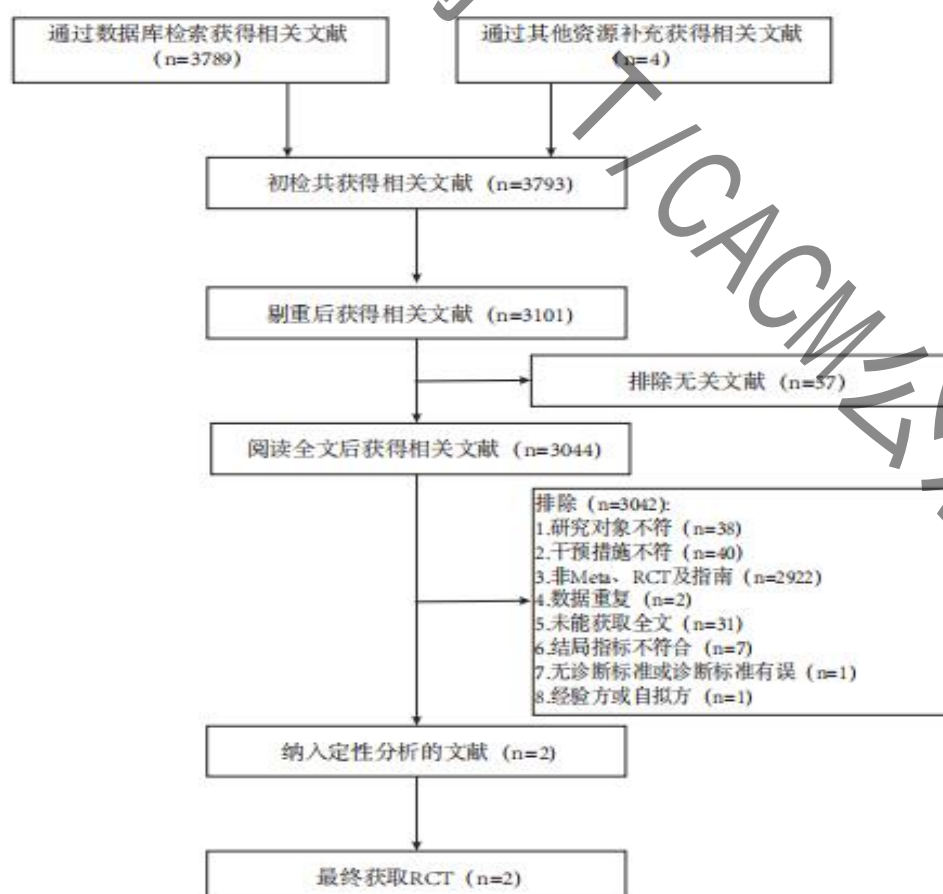 通过数据库检索获得相关文献
(n=3789)
通过其他资源补充获得相关文献
(n=4)
初检共获得相关文献 (n=3793)
剔重后获得相关文献 (n=3101)
排除无关文献 (n=57)
阅读全文后获得相关文献 (n=3044)
排除 (n=3042):
1.研究对象不符 (n=38)
2.干预措施不符 (n=40)
3.非Meta、RCT及指南 (n=2922)
4.数据重复 (n=2)
5.未能获取全文 (n=31)
6.结局指标不符合 (n=7)
7.无诊断标准或诊断标准有误 (n=1)
8.经验方或自拟方 (n=1)
纳入定性分析的文献 (n=2)
最终获取RCT (n=2)
T/CACM公